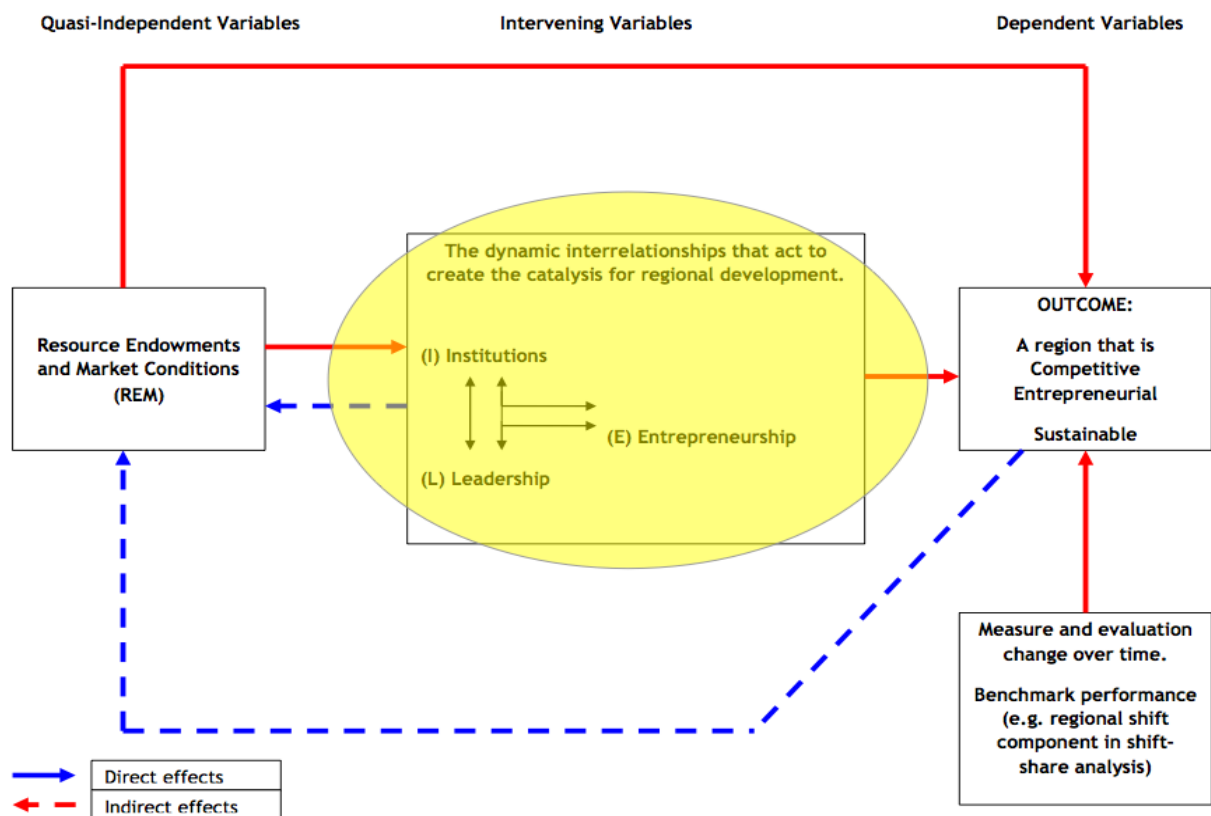 Quasi-Independent Variables
Intervening Variables
Dependent Variables
The dynamic interrelationships that act to
create the catalysis for regional development.
Resource Endowments
and Market Conditions
(REM)
(I) Institutions
(E) Entrepreneurship
(L) Leadership
OUTCOME:
A region that is
Competitive
Entrepreneurial
Sustainable
Measure and evaluation
change over time.
Benchmark performance
(e.g. regional shift
component in shift-
share analysis)
Direct effects
Indirect effects